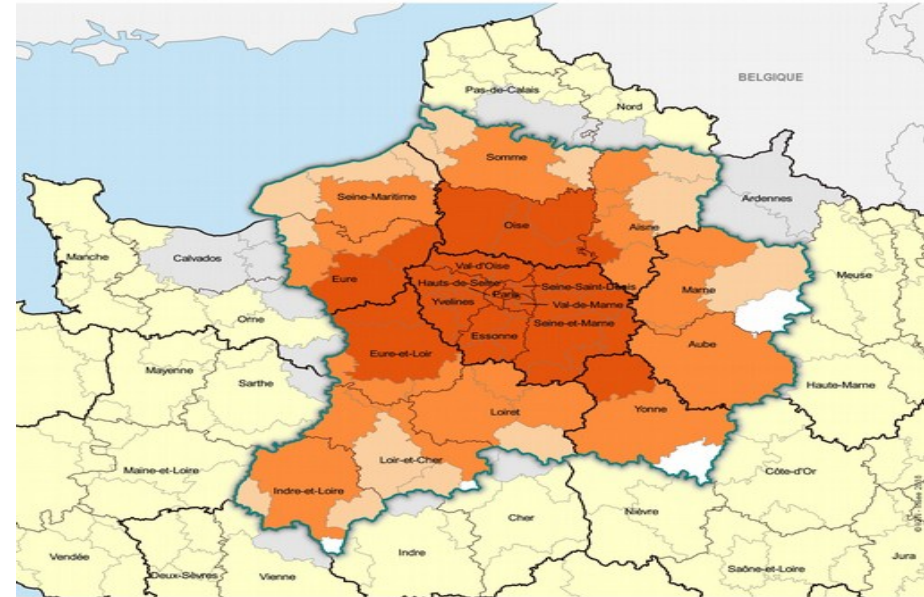 BELGIQUE
Pas-de-Calais
Nord
Somme
Ardennes
Seine-Maritime
Oise
Aisne
Manche
Calvados
Val-d'Oise
Eure
Hauts-de-Seine
Seine-Saint-Denis
Marne
Meuse
Paris
Yvelines
Val-de-Marne
Orne
Essonne
Seine-et-Marne
Eure-et-Loir
Aube
Mayenne
Sarthe
Haute-Marne
Loiret
Yonne
Loir-et-Cher
Maine-et-Loire
Côte-d'Or
Indre-et-Loire
Cher
Nièvre
Vendée
Indre
Jura
Deux-Sèvres
Vienne
Saône-et-Loire